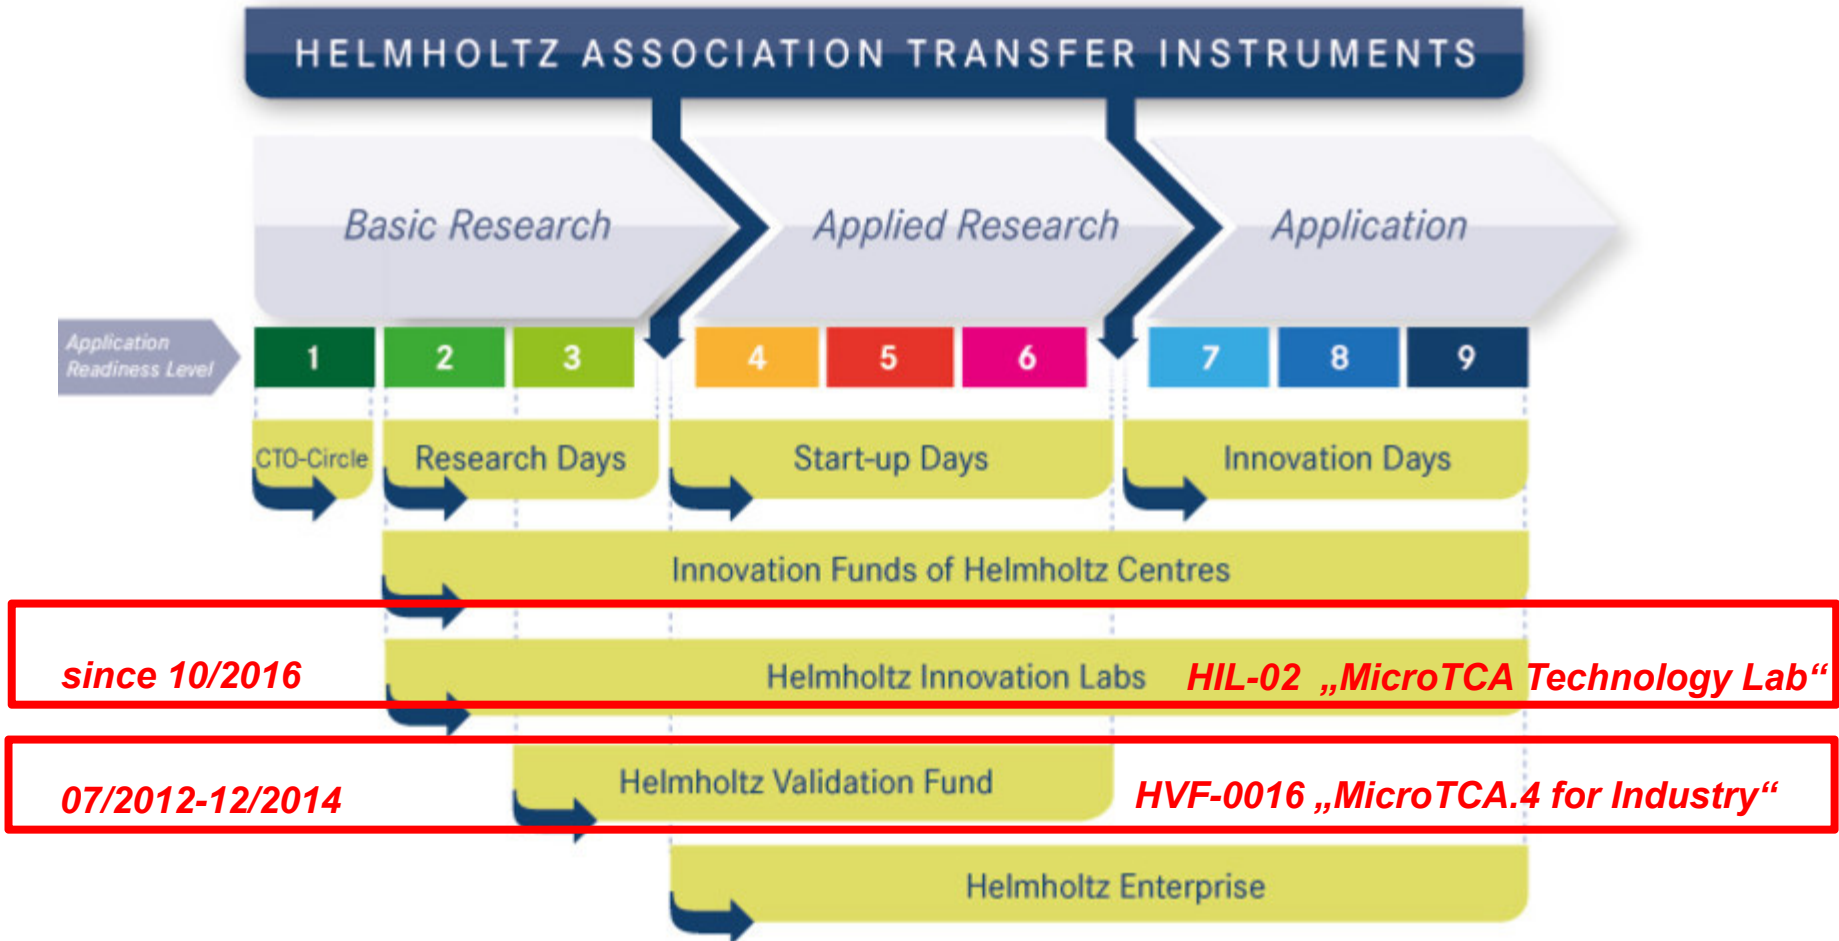 HELMHOLTZ ASSOCIATION TRANSFER INSTRUMENTS
Basic Research
Applied Research
Application
Application
Readiness Level
1
2
3
4
5
6
7
8
9
CTO-Circle
Research Days
Start-up Days
Innovation Days
Innovation Funds of Helmholtz Centres
since 10/2016
Helmholtz Innovation Labs
HIL-02 „MicroTCA Technology Lab“
07/2012-12/2014
Helmholtz Validation Fund
HVF-0016 „MicroTCA.4 for Industry“
Helmholtz Enterprise